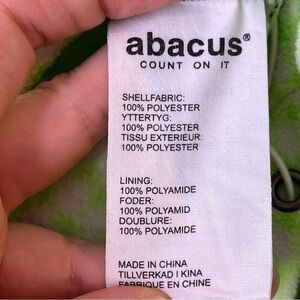 abacus®
COUNT ON IT
SHELLFABRIC:
100% POLYESTER
YTTERTYG:
100% POLYESTER
TISSU EXTERIEUR:
100% POLYESTER
LINING:
100% POLYAMIDE
FODER:
100% POLYAMID
DOUBLURE:
100% POLYAMIDE
MADE IN CHINA
TILLVERKAD I KINA
FABRIQUE EN CHINE